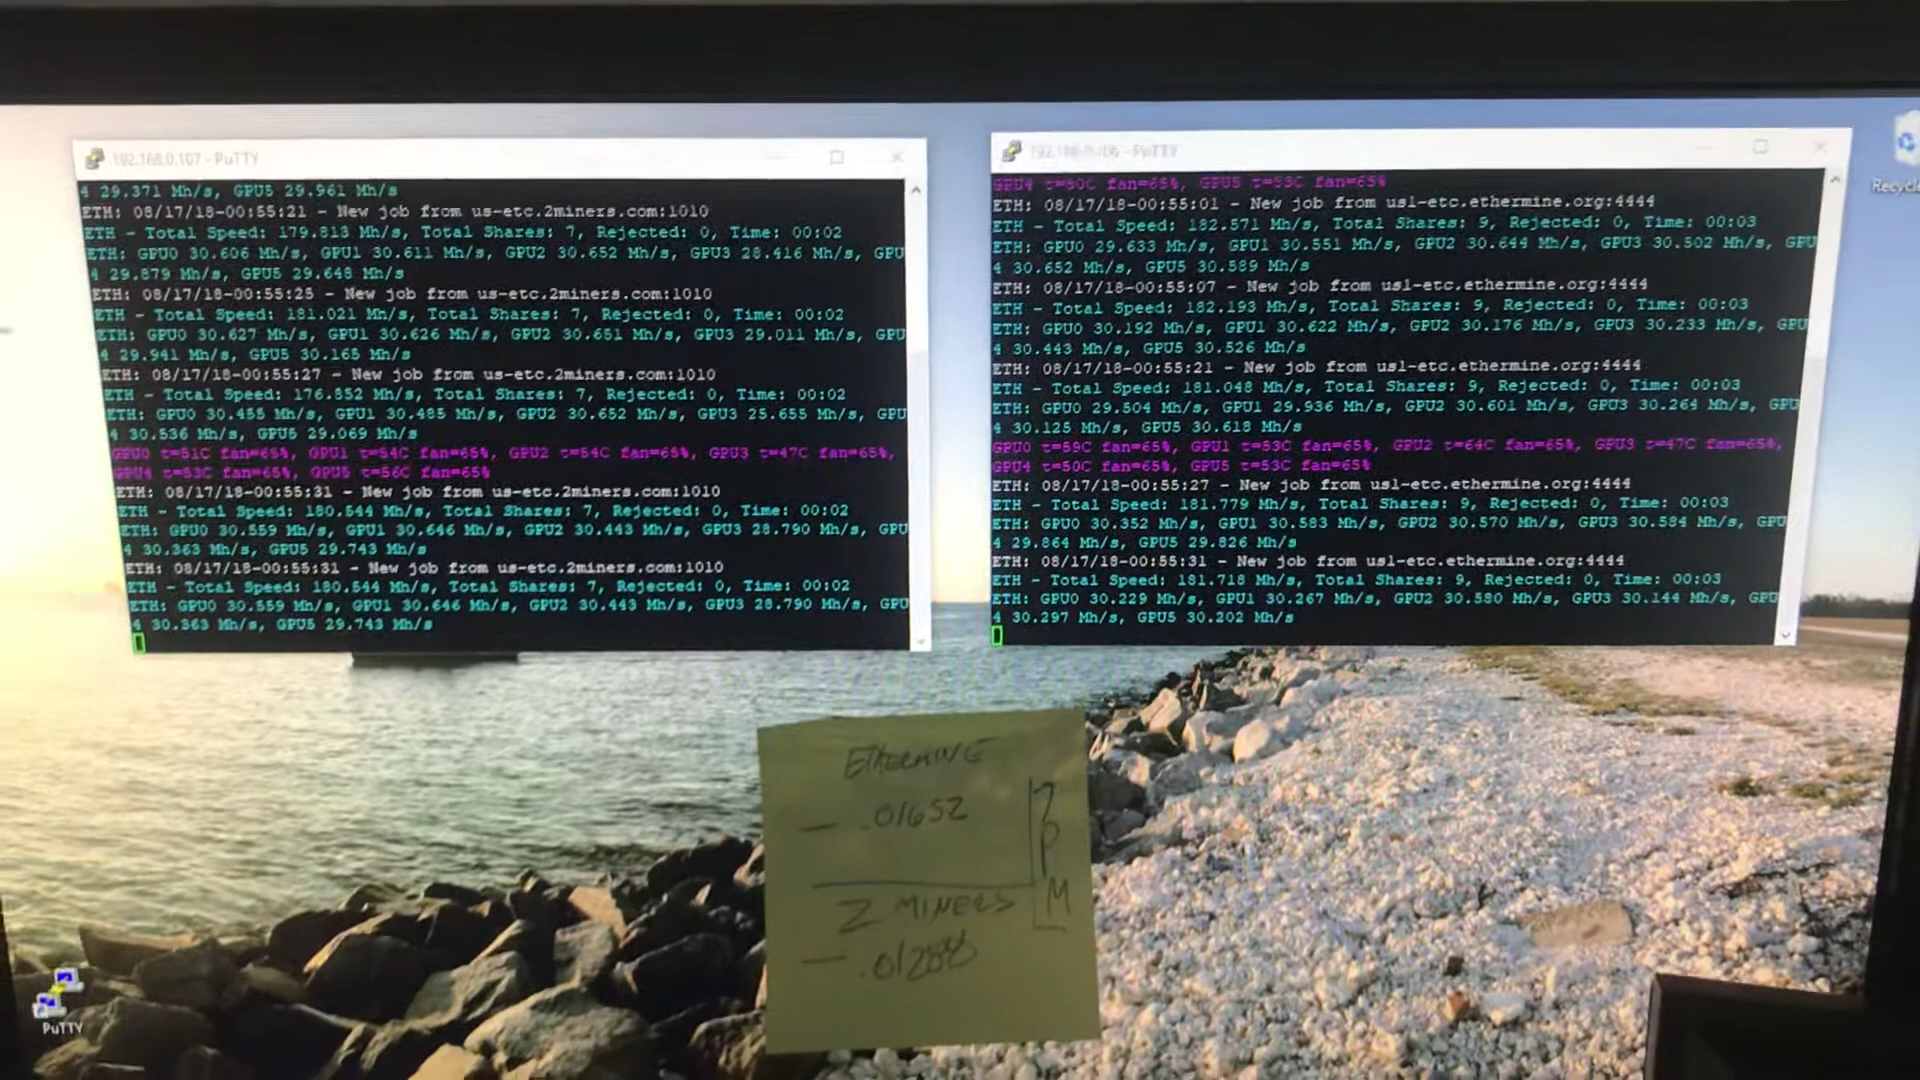 192.168.0.107 - PuTTY
4 29.371 Mh/s, GPU5 29.961 Mh/s
ETH: 08/17/18-00:55:21 - New job from us-etc.2miners.com:1010
ETH - Total Speed: 179.813 Mh/s, Total Shares: 7, Rejected: 0, Time: 00:02
ETH: GPU0 30.606 Mh/s, GPU1 30.611 Mh/s, GPU2 30.652 Mh/s, GPU3 28.416 Mh/s, GPU
4 29.879 Mh/s, GPU5 29.648 Mh/s
ETH: 08/17/18-00:55:25 - New job from us-etc.2miners.com:1010
ETH - Total Speed: 181.021 Mh/s, Total Shares: 7, Rejected: 0, Time: 00:02
ETH: GPU0 30.627 Mh/s, GPU1 30.626 Mh/s, GPU2 30.651 Mh/s, GPU3 29.011 Mh/s, GPU
4 29.941 Mh/s, GPU5 30.165 Mh/s
ETH: 08/17/18-00:55:27 - New job from us-etc.2miners.com:1010
ETH - Total Speed: 176.852 Mh/s, Total Shares: 7, Rejected: 0, Time: 00:02
ETH: GPU0 30.455 Mh/s, GPU1 30.485 Mh/s, GPU2 30.652 Mh/s, GPU3 25.655 Mh/s, GPU
4 30.536 Mh/s, GPU5 29.069 Mh/s
GPU0 t=51C fan=65%, GPU1 t=54C fan=65%, GPU2 t=54C fan=65%, GPU3 t=47C fan=65%,
GPU4 t=53C fan=65%, GPU5 t=56C fan=65%
ETH: 08/17/18-00:55:31 - New job from us-etc.2miners.com:1010
ETH - Total Speed: 180.544 Mh/s, Total Shares: 7, Rejected: 0, Time: 00:02
ETH: GPU0 30.559 Mh/s, GPU1 30.646 Mh/s, GPU2 30.443 Mh/s, GPU3 28.790 Mh/s, GPU
4 30.363 Mh/s, GPU5 29.743 Mh/s
ETH: 08/17/18-00:55:31 - New job from us-etc.2miners.com:1010
ETH - Total Speed: 180.544 Mh/s, Total Shares: 7, Rejected: 0, Time: 00:02
ETH: GPU0 30.559 Mh/s, GPU1 30.646 Mh/s, GPU2 30.443 Mh/s, GPU3 28.790 Mh/s, GPU
4 30.363 Mh/s, GPU5 29.743 Mh/s
- PuTTY
GPU4 t=50C fan=65%, GPU5 t=53C fan=65%
ETH: 08/17/18-00:55:01 - New job from us1-etc.ethermine.org:4444
ETH - Total Speed: 182.571 Mh/s, Total Shares: 9, Rejected: 0, Time: 00:03
ETH: GPU0 29.633 Mh/s, GPU1 30.551 Mh/s, GPU2 30.644 Mh/s, GPU3 30.502 Mh/s, GPU
4 30.652 Mh/s, GPU5 30.589 Mh/s
ETH: 08/17/18-00:55:07 - New job from us1-etc.ethermine.org:4444
ETH - Total Speed: 182.193 Mh/s, Total Shares: 9, Rejected: 0, Time: 00:03
ETH: GPU0 30.192 Mh/s, GPU1 30.622 Mh/s, GPU2 30.176 Mh/s, GPU3 30.233 Mh/s, GPU
4 30.443 Mh/s, GPU5 30.526 Mh/s
ETH: 08/17/18-00:55:21 - New job from us1-etc.ethermine.org:4444
ETH - Total Speed: 181.048 Mh/s, Total Shares: 9, Rejected: 0, Time: 00:03
ETH: GPU0 29.504 Mh/s, GPU1 29.936 Mh/s, GPU2 30.601 Mh/s, GPU3 30.264 Mh/s, GPU
4 30.125 Mh/s, GPU5 30.618 Mh/s
GPU0 t=59C fan=65%, GPU1 t=53C fan=65%, GPU2 t=64C fan=65%, GPU3 t=47C fan=65%,
GPU4 t=50C fan=65%, GPU5 t=53C fan=65%
ETH: 08/17/18-00:55:27 - New job from us1-etc.ethermine.org:4444
ETH - Total Speed: 181.779 Mh/s, Total Shares: 9, Rejected: 0, Time: 00:03
ETH: GPU0 30.352 Mh/s, GPU1 30.583 Mh/s, GPU2 30.570 Mh/s, GPU3 30.584 Mh/s, GPU
4 29.864 Mh/s, GPU5 29.826 Mh/s
ETH: 08/17/18-00:55:31 - New job from us1-etc.ethermine.org:4444
ETH - Total Speed: 181.718 Mh/s, Total Shares: 9, Rejected: 0, Time: 00:03
ETH: GPU0 30.229 Mh/s, GPU1 30.267 Mh/s, GPU2 30.580 Mh/s, GPU3 30.144 Mh/s, GPU
4 30.297 Mh/s, GPU5 30.202 Mh/s
ETHERMINE
- .01652
2 MINERS
- .01288
PuTTY